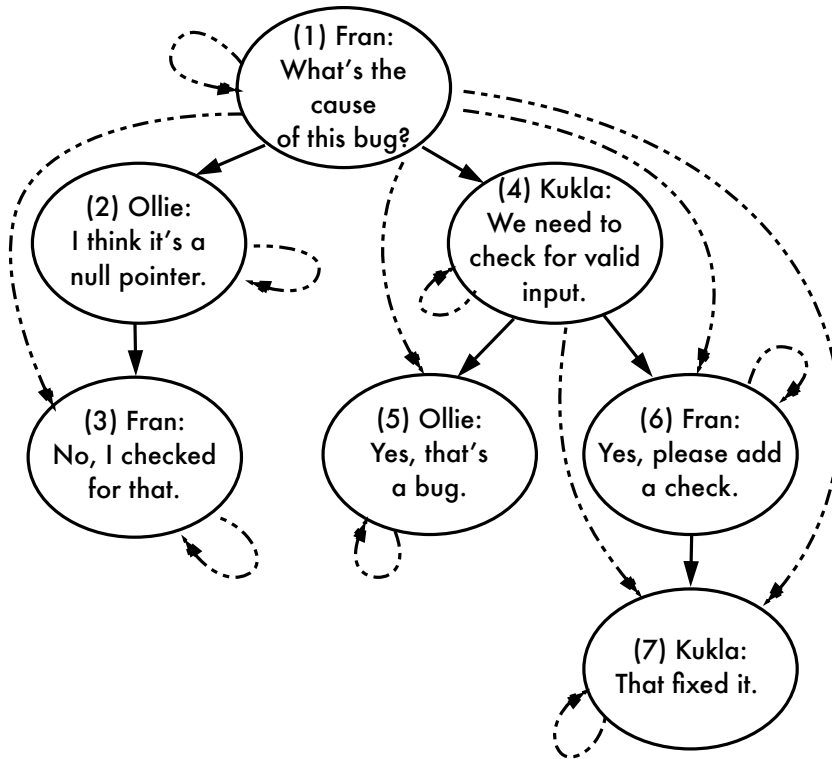 (1) Fran:
What's the
cause
of this bug?
(2) Ollie:
I think it's a
null pointer.
(4) Kukla:
We need to
check for valid
input.
(3) Fran:
No, I checked
for that.
(5) Ollie:
Yes, that's
a bug.
(6) Fran:
Yes, please add
a check.
(7) Kukla:
That fixed it.